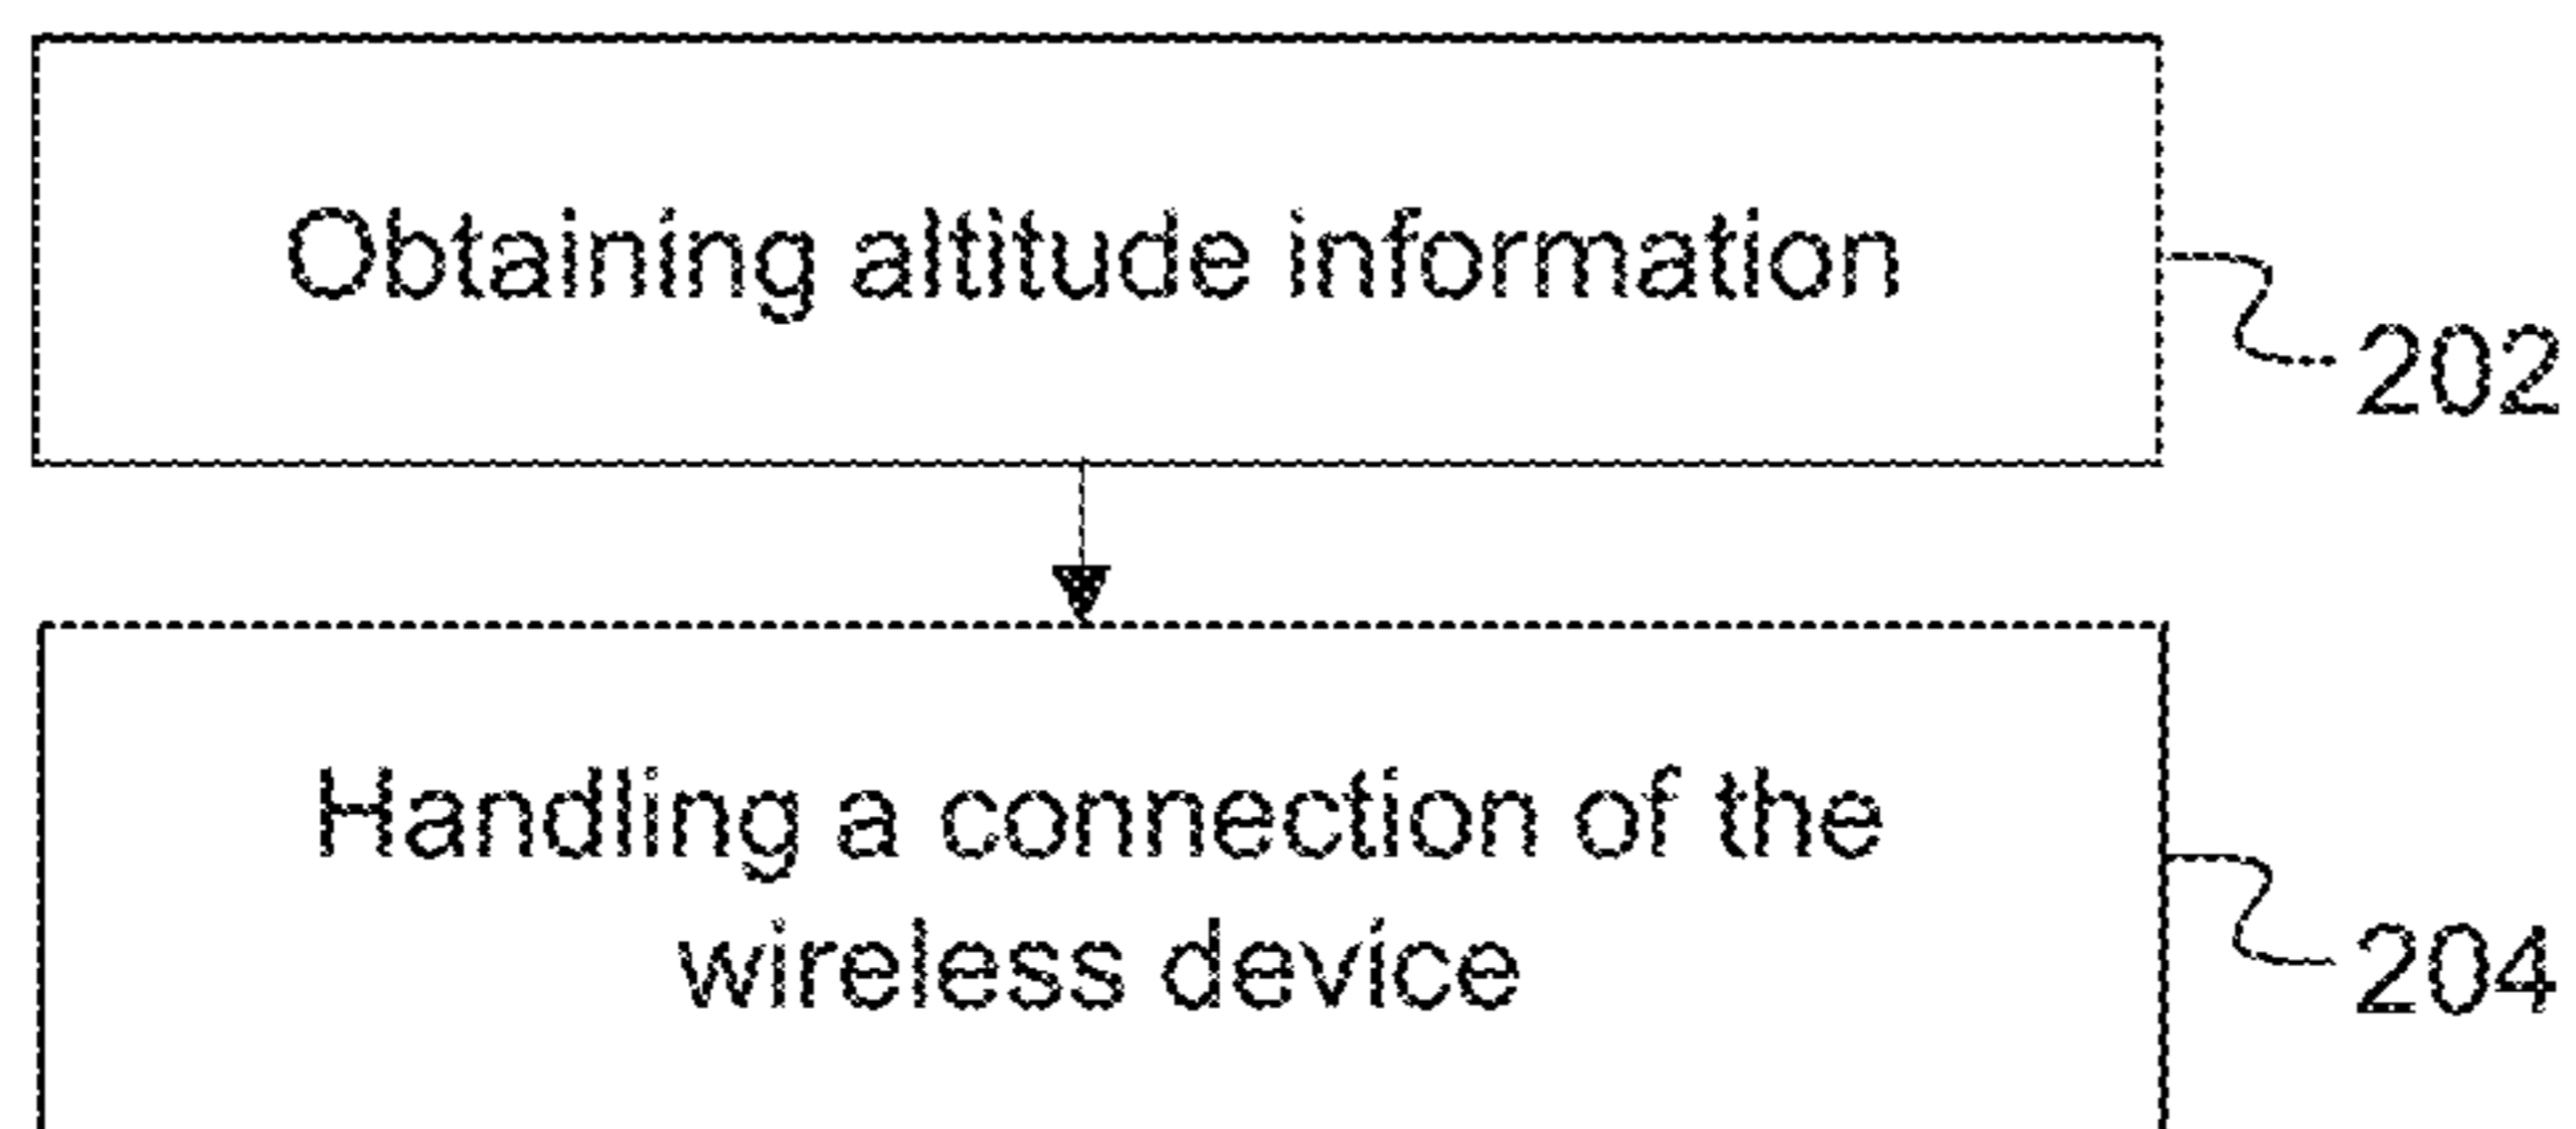 Obtaining altitude information
202
Handling a connection of the
wireless device
204